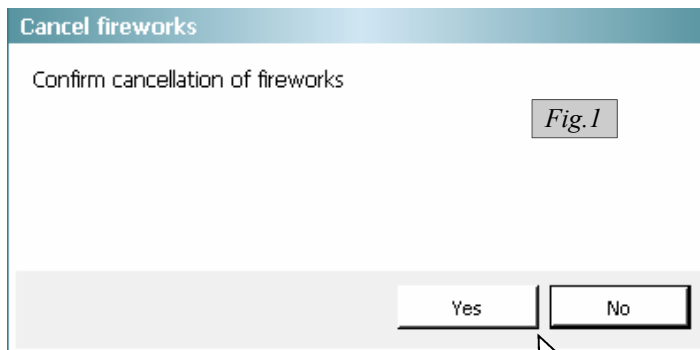 Cancel fireworks
Confirm cancellation of fireworks
Fig.1
Yes No